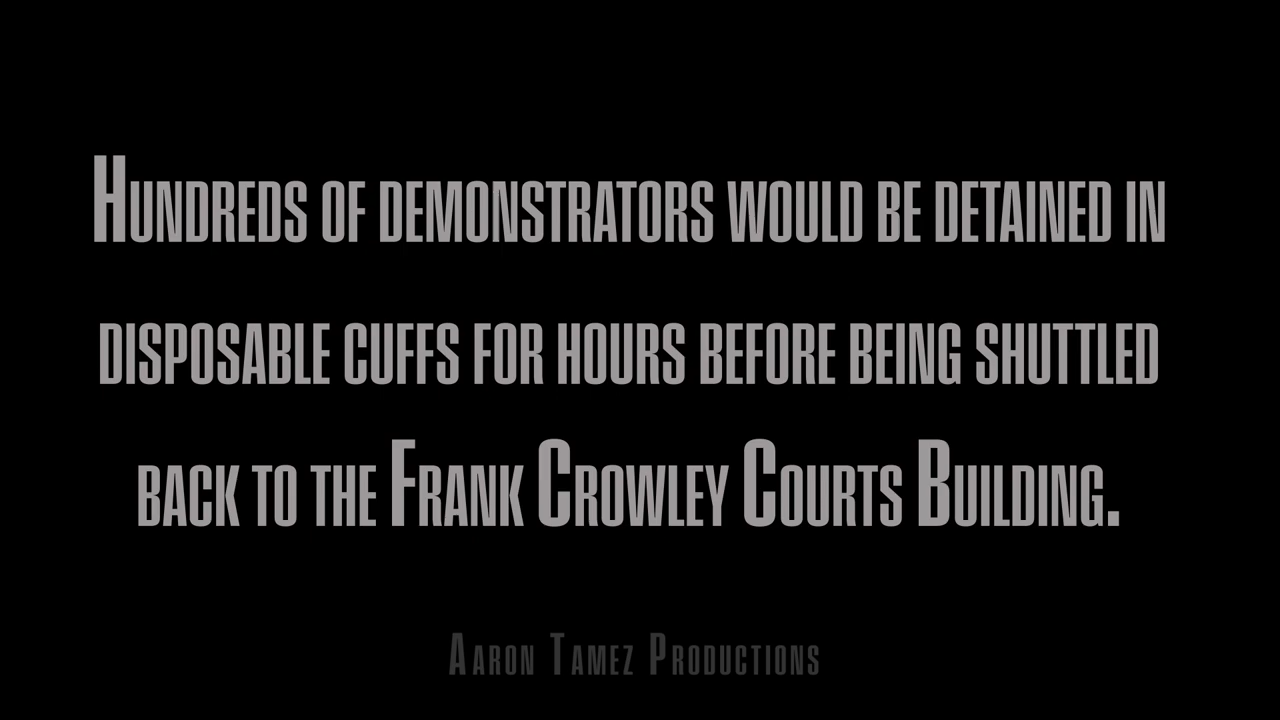 Hundreds of demonstrators would be detained in
disposable cuffs for hours before being shuttled
back to the Frank Crowley Courts Building.
Aaron Tamez Productions